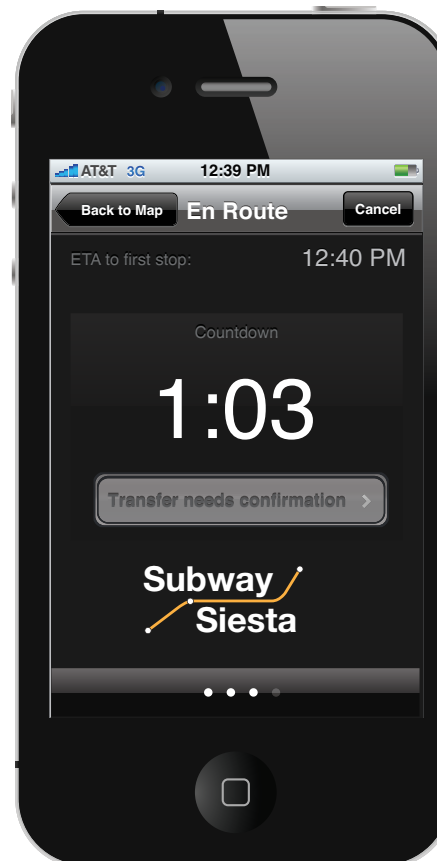 AT&T 3G 12:39 PM
Back to Map En Route Cancel
ETA to first stop: 12:40 PM
Countdown
1:03
Transfer needs confirmation
Subway
Siesta